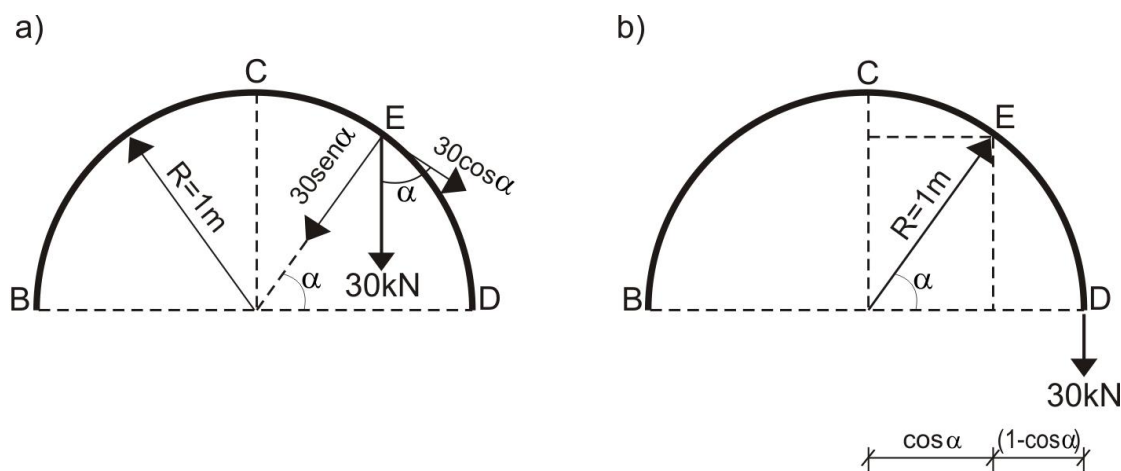 a)
C
E
30senα
30cosα
α
R=1m
α
30kN
B
D
b)
C
E
R=1m
α
B
D
30kN
cosα
(1-cosα)